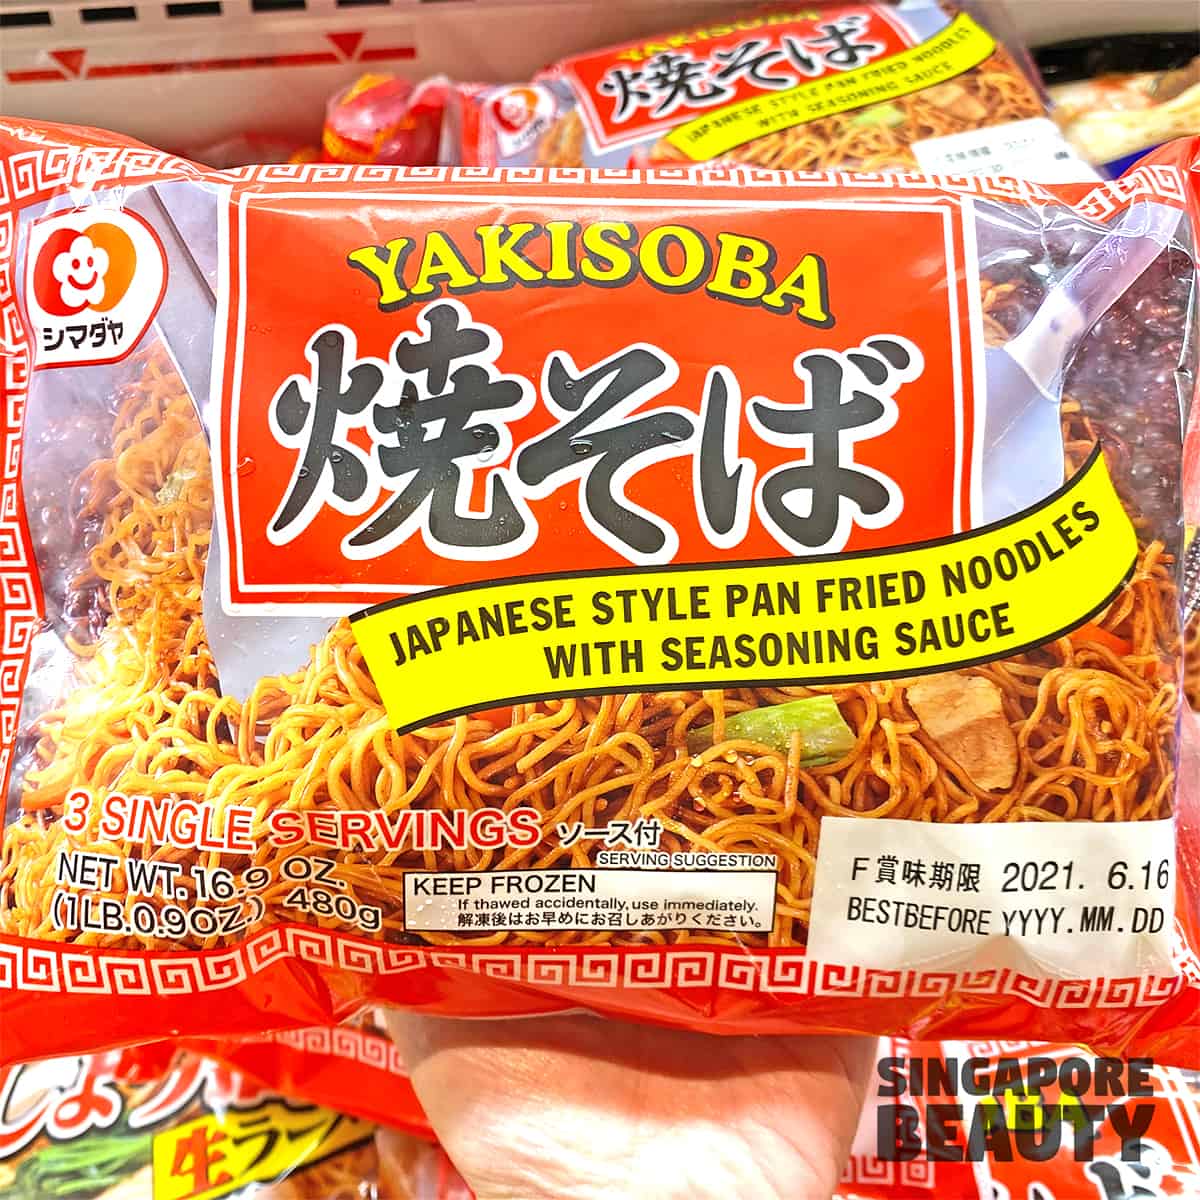 YAKISOBA
焼そば
JAPANESE STYLE PAN FRIED NOODLES
WITH SEASONING SAUCE
シマダヤ
YAKISOBA
焼そば
JAPANESE STYLE PAN FRIED NOODLES
WITH SEASONING SAUCE
3 SINGLE SERVINGS ソース付
SERVING SUGGESTION
NET WT. 16.9 OZ.
(1LB.0.9OZ.) 480g
KEEP FROZEN
If thawed accidentally, use immediately.
解凍後はお早めにお召しあがりください。
F 賞味期限 2021. 6.16
BESTBEFORE YYYY.MM.DD
しょ
生ラー
SINGAPORE
BEAUTY